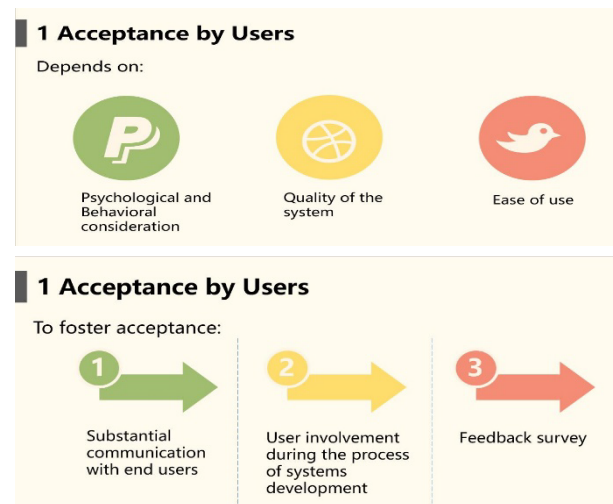 1 Acceptance by Users
Depends on:
Psychological and
Behavioral
consideration
Quality of the
system
Ease of use
1 Acceptance by Users
To foster acceptance:
1
Substantial
communication
with end users
2
User involvement
during the process
of systems
development
3
Feedback survey